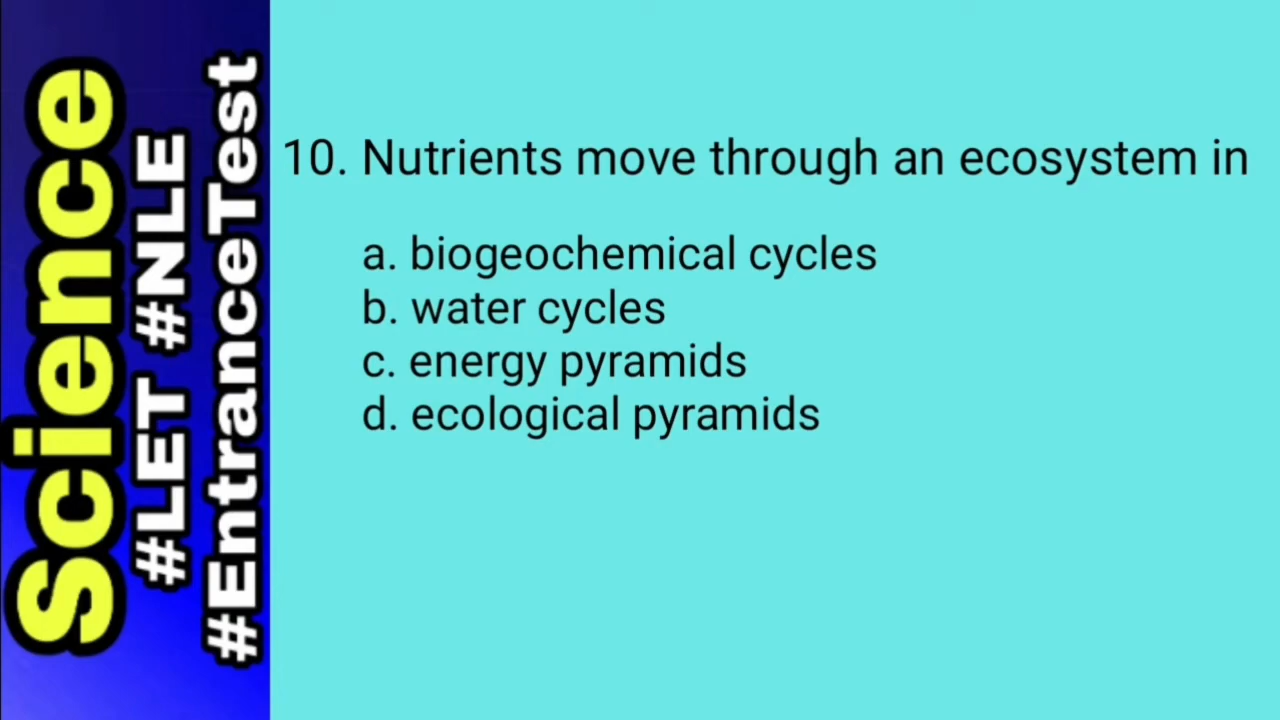 Science
#LET #NLE
#EntranceTest
10. Nutrients move through an ecosystem in
a. biogeochemical cycles
b. water cycles
c. energy pyramids
d. ecological pyramids